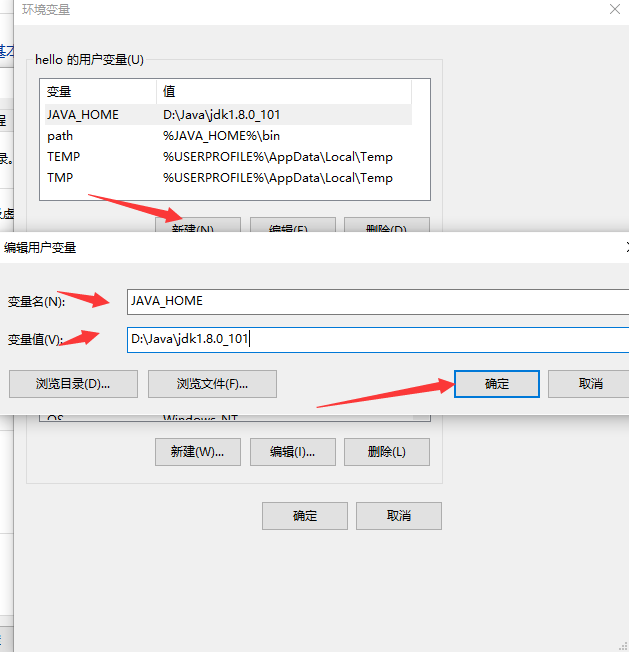 环境变量
基本
hello 的用户变量(U)
变量 值
JAVA_HOME D:\Java\jdk1.8.0_101
path %JAVA_HOME%\bin
TEMP %USERPROFILE%\AppData\Local\Temp
TMP %USERPROFILE%\AppData\Local\Temp
程
录。
及虚
新建(N)... 编辑(E)... 删除(D)
编辑用户变量
变量名(N): JAVA_HOME
变量值(V): D:\Java\jdk1.8.0_101
浏览目录(D)... 浏览文件(F)... 确定 取消
OS Windows_NT
新建(W)... 编辑(I)... 删除(L)
确定 取消